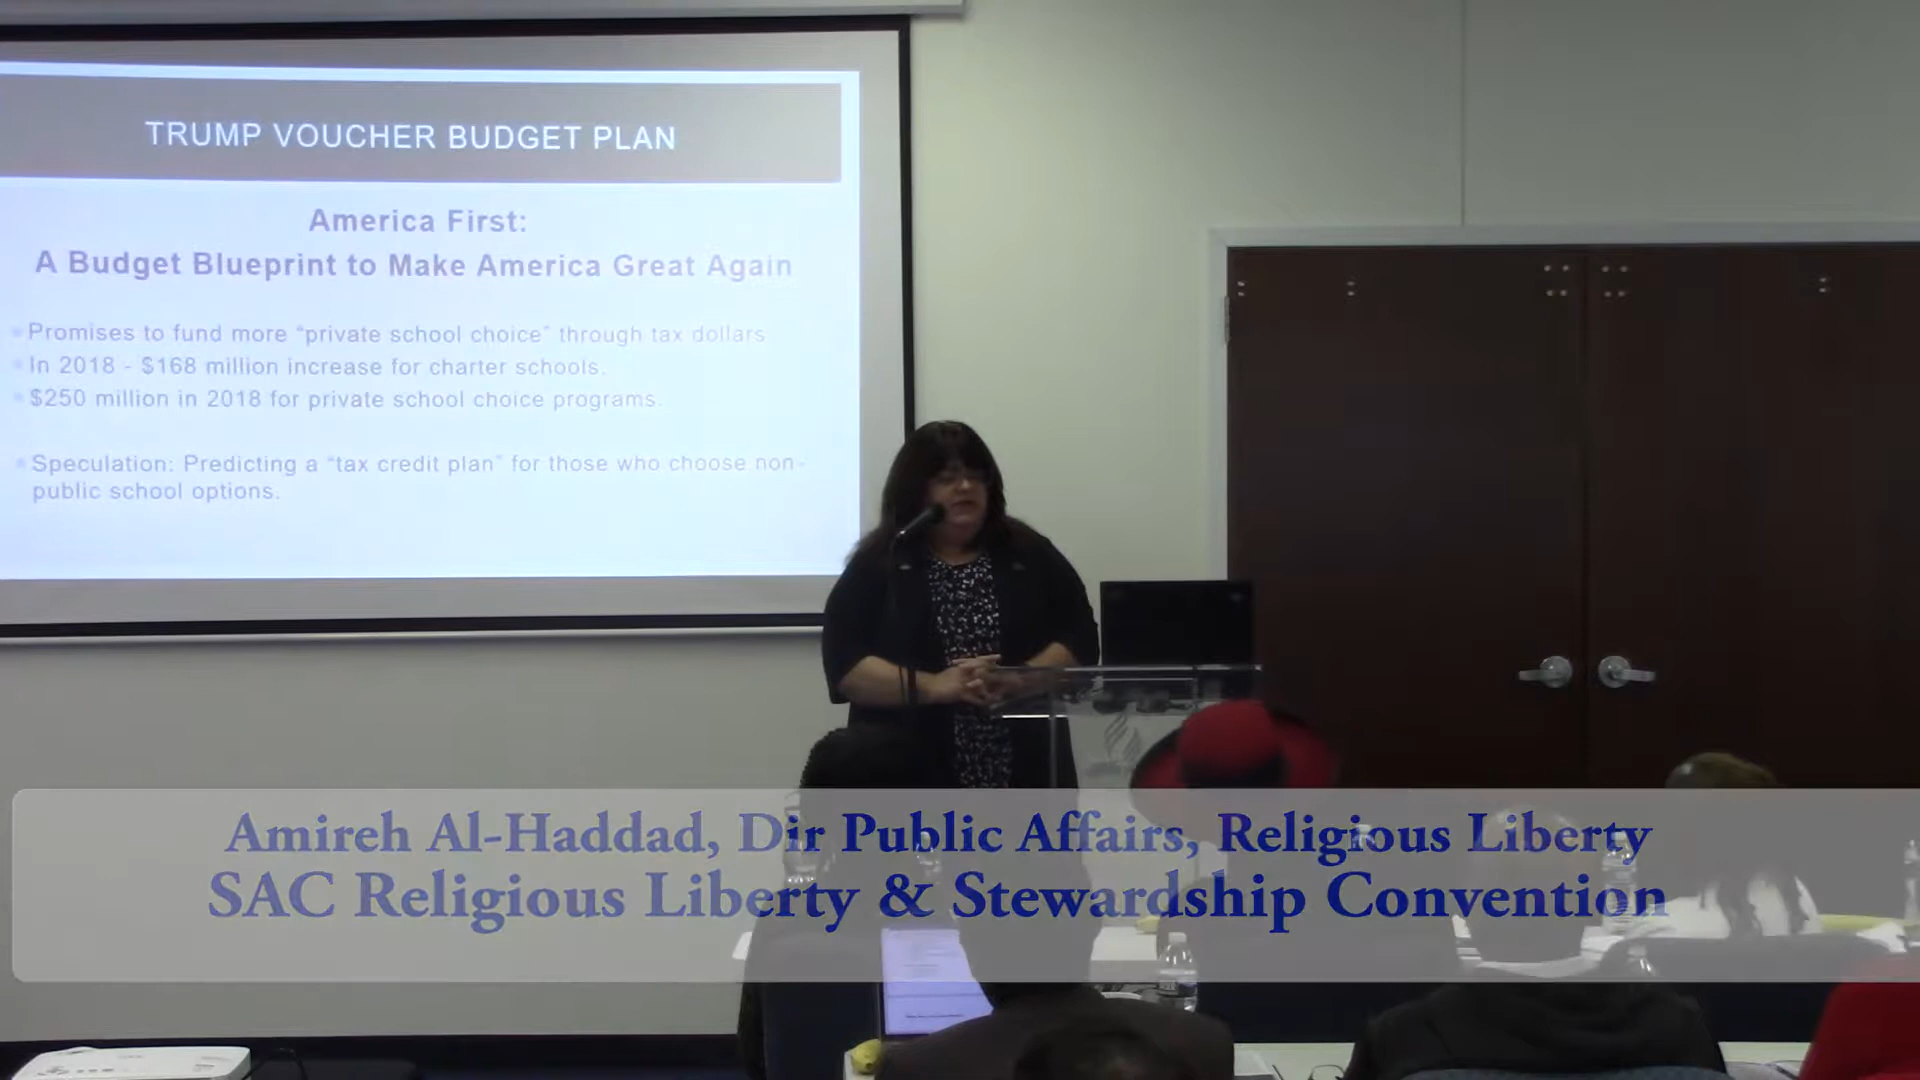 TRUMP VOUCHER BUDGET PLAN
America First:
A Budget Blueprint to Make America Great Again
Promises to fund more “private school choice” through tax dollars
In 2018 - $168 million increase for charter schools.
$250 million in 2018 for private school choice programs.
Speculation: Predicting a “tax credit plan” for those who choose non-
public school options.
Amireh Al-Haddad, Dir Public Affairs, Religious Liberty
SAC Religious Liberty & Stewardship Convention